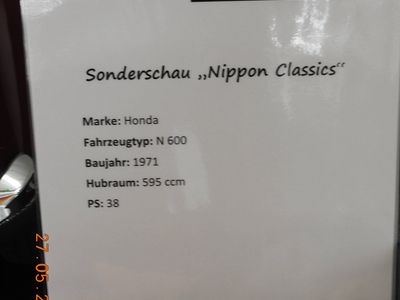 Sonderschau „Nippon Classics“
Marke: Honda
Fahrzeugtyp: N 600
Baujahr: 1971
Hubraum: 595 ccm
PS: 38
27.05.2